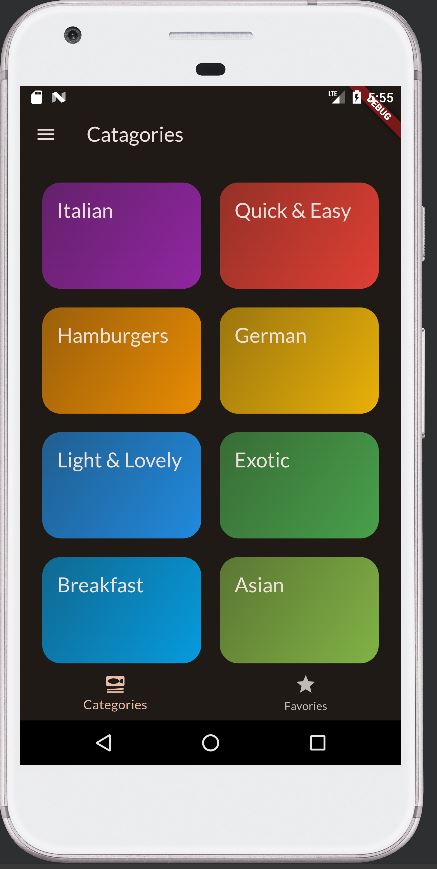 LTE 5:55
DEBUG
Catagories
Italian Quick & Easy
Hamburgers German
Light & Lovely Exotic
Breakfast Asian
Categories Favories